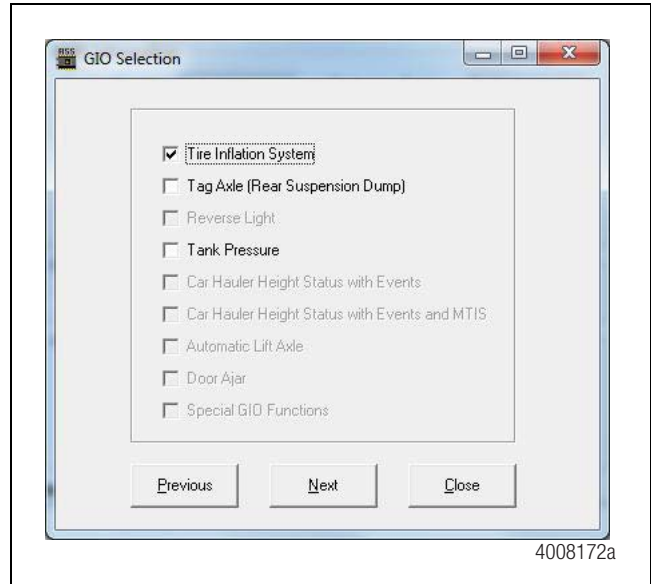 RSS
GIO Selection
Tire Inflation System
Tag Axle (Rear Suspension Dump)
Reverse Light
Tank Pressure
Car Hauler Height Status with Events
Car Hauler Height Status with Events and MTIS
Automatic Lift Axle
Door Ajar
Special GIO Functions
Previous Next Close
4008172a